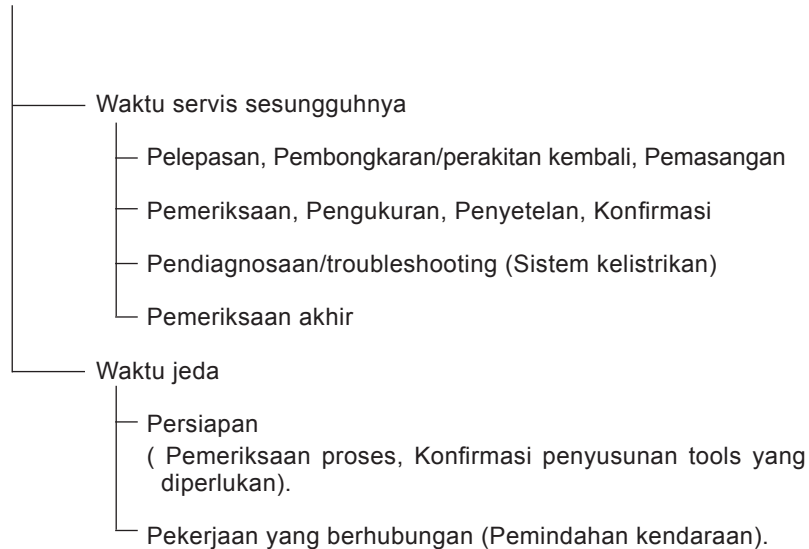 Waktu servis sesungguhnya
Pelepasan, Pembongkaran/perakitan kembali, Pemasangan
Pemeriksaan, Pengukuran, Penyetelan, Konfirmasi
Pendiagnosaan/troubleshooting (Sistem kelistrikan)
Pemeriksaan akhir
Waktu jeda
Persiapan
( Pemeriksaan proses, Konfirmasi penyusunan tools yang
diperlukan).
Pekerjaan yang berhubungan (Pemindahan kendaraan).